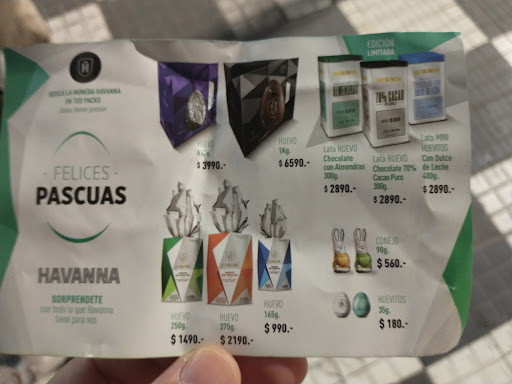 BUSCÁ LA MONEDA HAVANNA
EN TUS PACKS
FELICES
PASCUAS
HAVANNA
SORPRENDETE
con todo lo que Havanna
tiene para vos
HUEVO
$ 3990.-
HUEVO
1Kg.
$ 6590.-
EDICIÓN
LIMITADA
ALMENDRAS
70% CACAO
Lata HUEVO
Chocolate
con Almendras
300g.
$ 2890.-
Lata HUEVO
Chocolate 70%
Cacao Puro
300g.
$ 2890.-
Lata MINI
HUEVITOS
Con Dulce
de Leche
400g.
$ 2890.-
HUEVO
250g.
$ 1490.-
HUEVO
375g.
$ 2190.-
HUEVO
165g.
$ 990.-
CONEJO
90g.
$ 560.-
HUEVITOS
35g.
$ 180.-